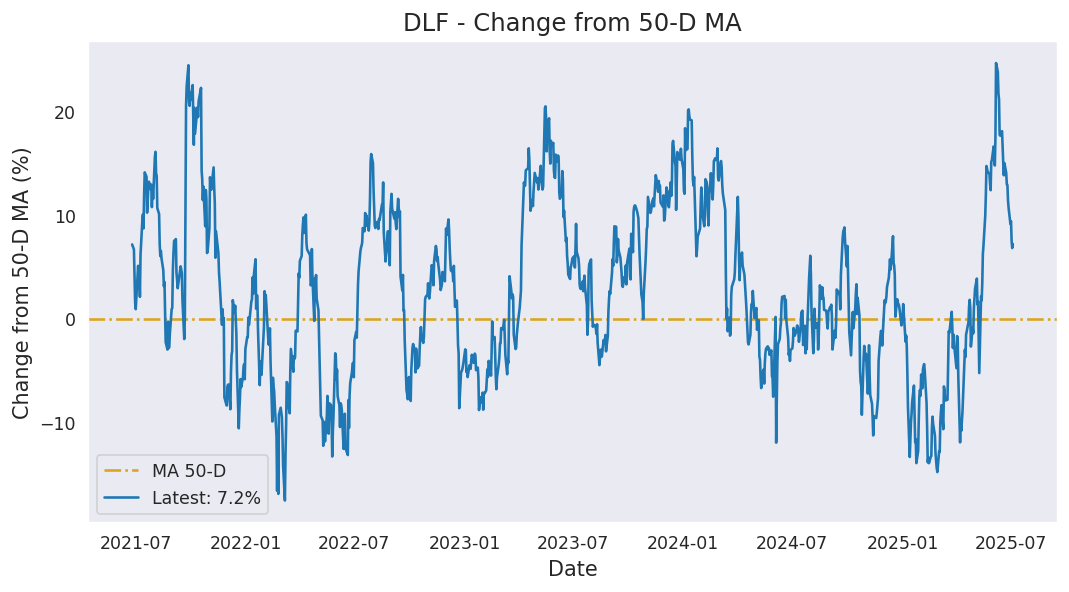 DLF - Change from 50-D MA
Change from 50-D MA (%)
20
10
0
−10
MA 50-D
Latest: 7.2%
2021-07 2022-01 2022-07 2023-01 2023-07 2024-01 2024-07 2025-01 2025-07
Date